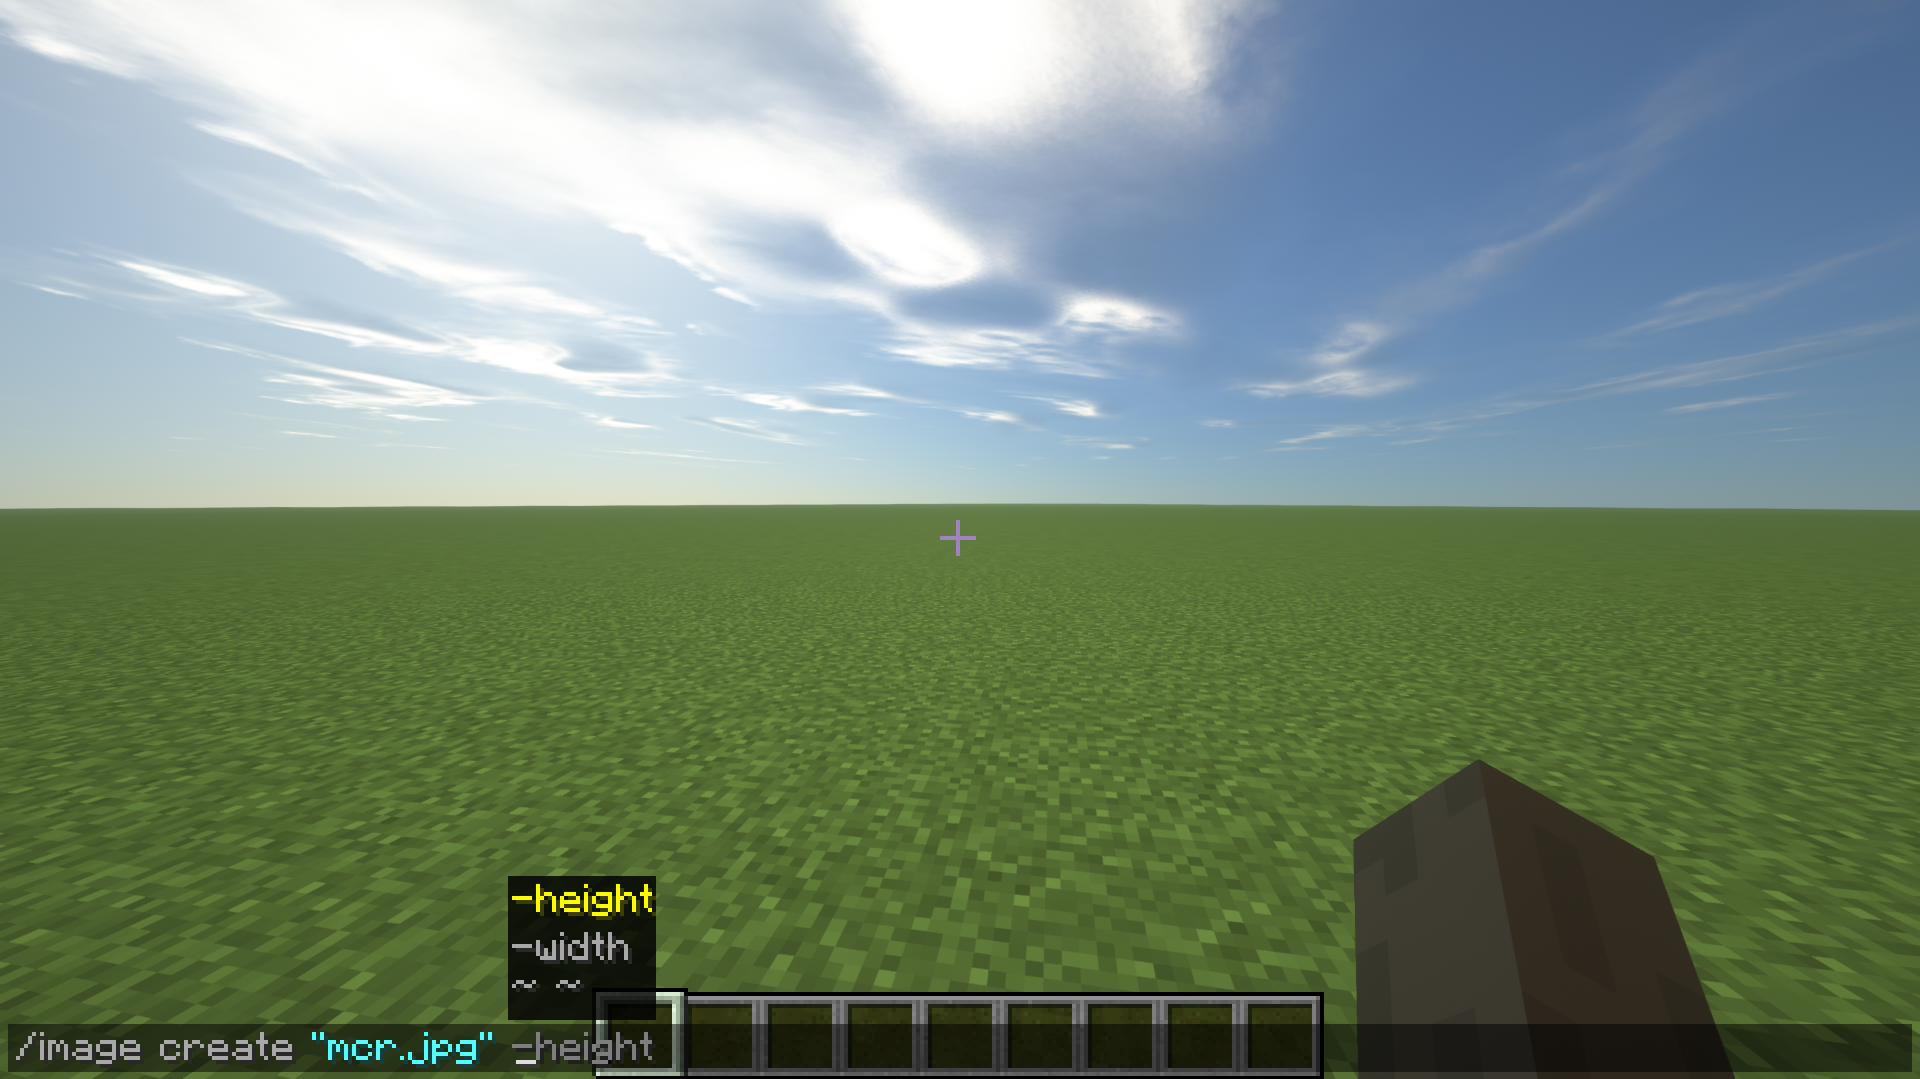 -height
-width
~ ~
/image create "mcr.jpg" -height